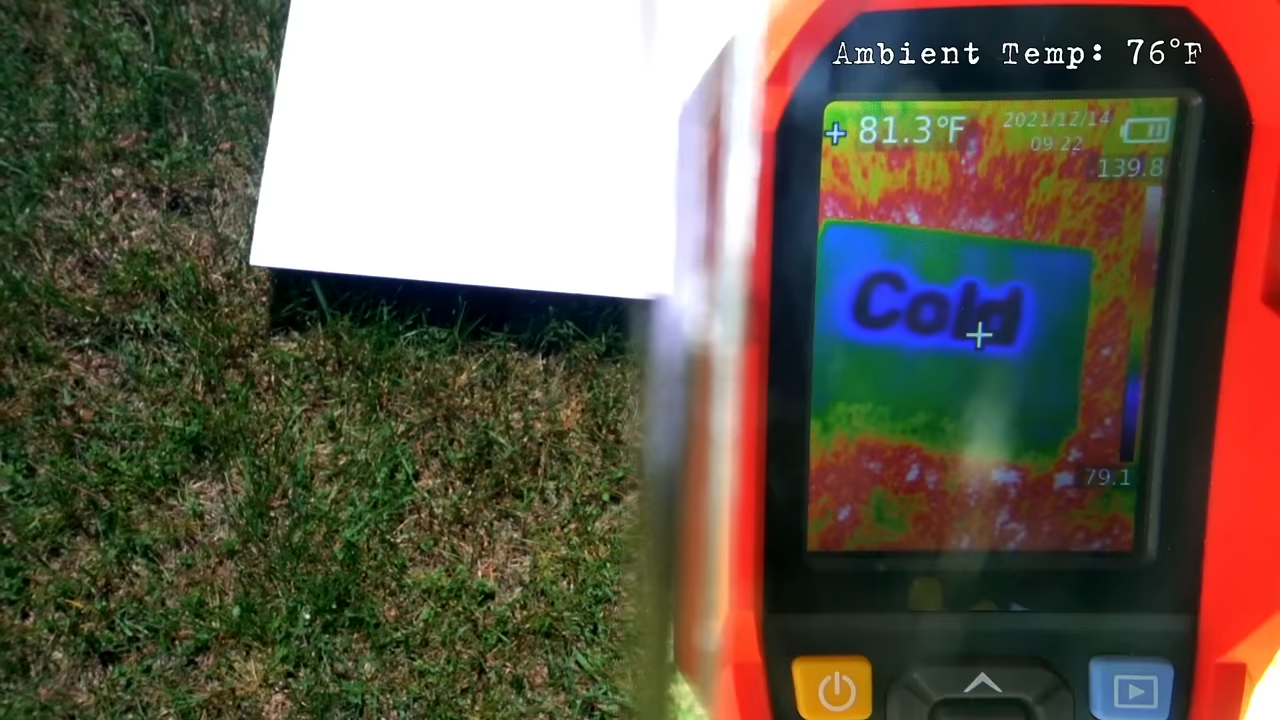 Ambient Temp: 76°F
+ 81.3°F
2021/12/14
09:22
139.8
Cold
79.1